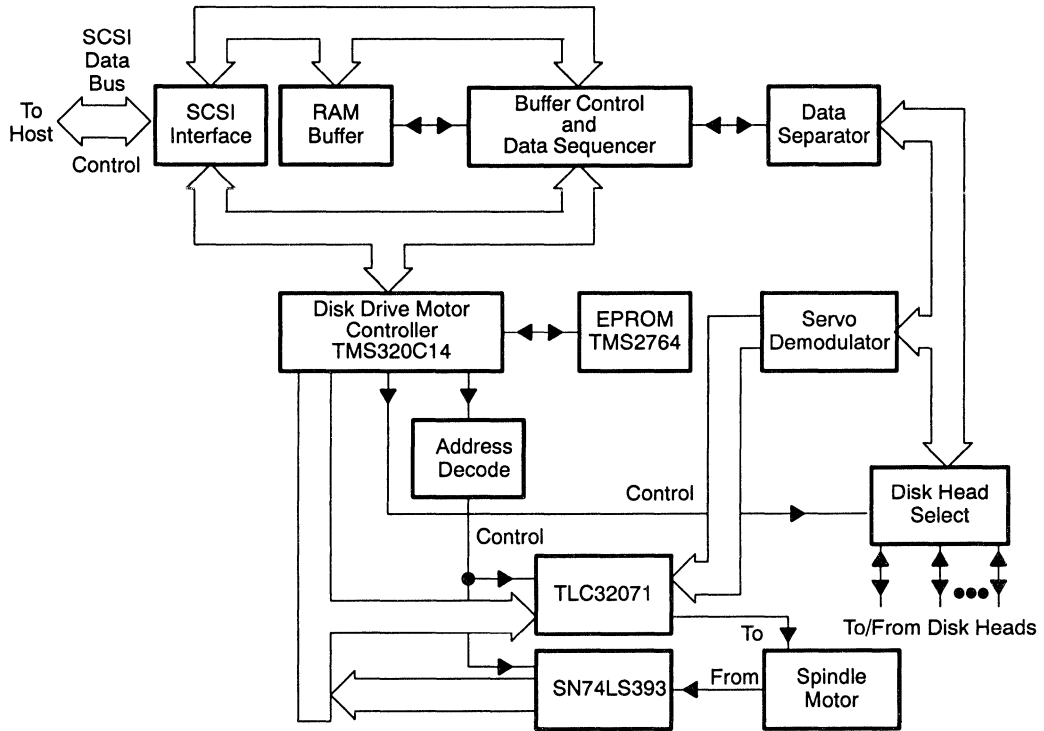 SCSI
Data
Bus
To
Host
Control
SCSI
Interface
RAM
Buffer
Buffer Control
and
Data Sequencer
Data
Separator
Disk Drive Motor
Controller
TMS320C14
EPROM
TMS2764
Servo
Demodulator
Address
Decode
Control
Disk Head
Select
Control
TLC32071
To
To/From Disk Heads
SN74LS393
From
Spindle
Motor